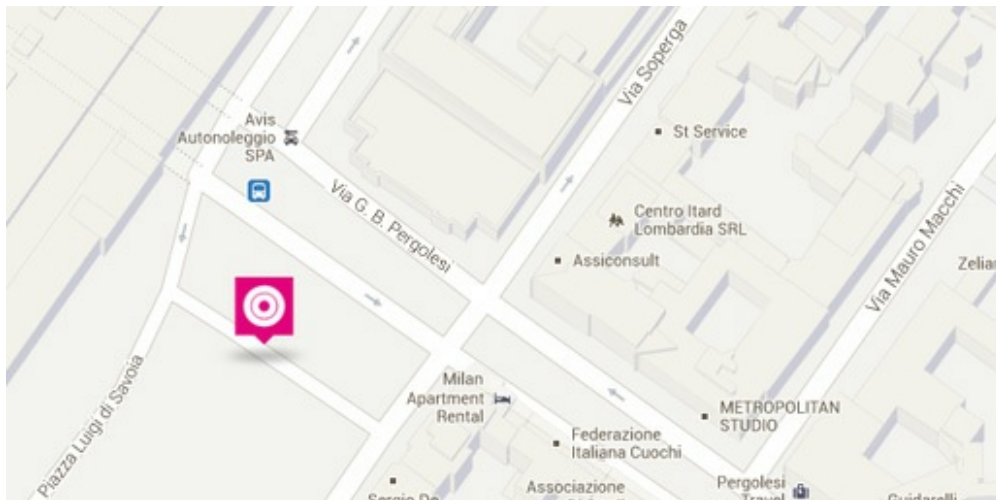 Via Soperga
Avis
Autonoleggio
SPA
St Service
Via G. B. Pergolesi
Centro Itard
Lombardia SRL
Via Mauro Macchi
Assiconsult
Piazza Luigi di Savoia
Milan
Apartment
Rental
METROPOLITAN
STUDIO
Federazione
Italiana Cuochi
Associazione
Pergolesi